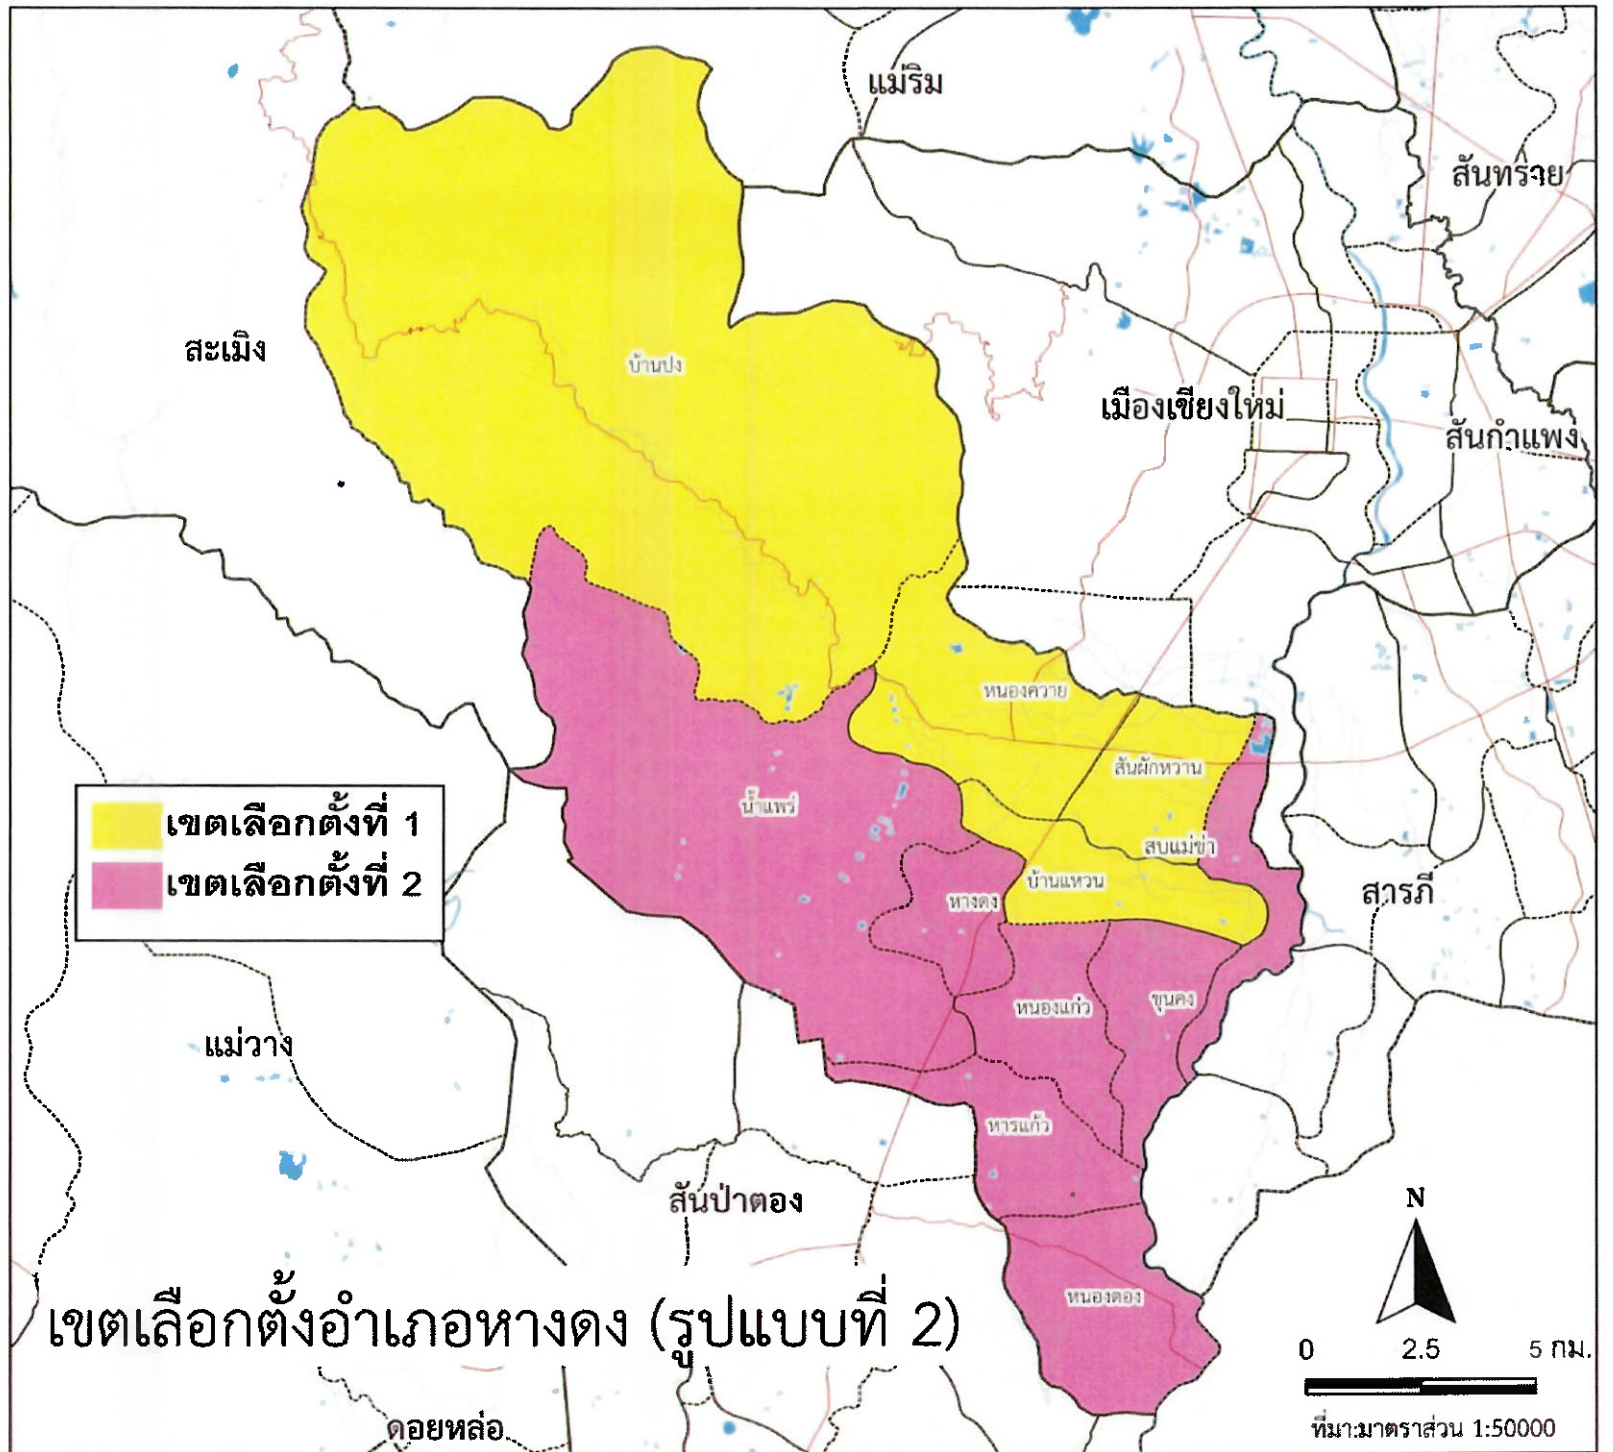 แม่ริม
สันทราย
สะเมิง
บ้านปง
เมืองเชียงใหม่
สันกำแพง
หนองควาย
สันผักหวาน
น้ำแพร่
เขตเลือกตั้งที่ 1
เขตเลือกตั้งที่ 2
สบแม่ข่า
บ้านแหวน
หางดง
สารภี
หนองแก๋ว
ขุนคง
แม่วาง
หารแก้ว
สันป่าตอง
N
หนองตอง
เขตเลือกตั้งอำเภอหางดง (รูปแบบที่ 2)
0 2.5 5 กม.
ที่มา:มาตราส่วน 1:50000
ดอยหล่อ